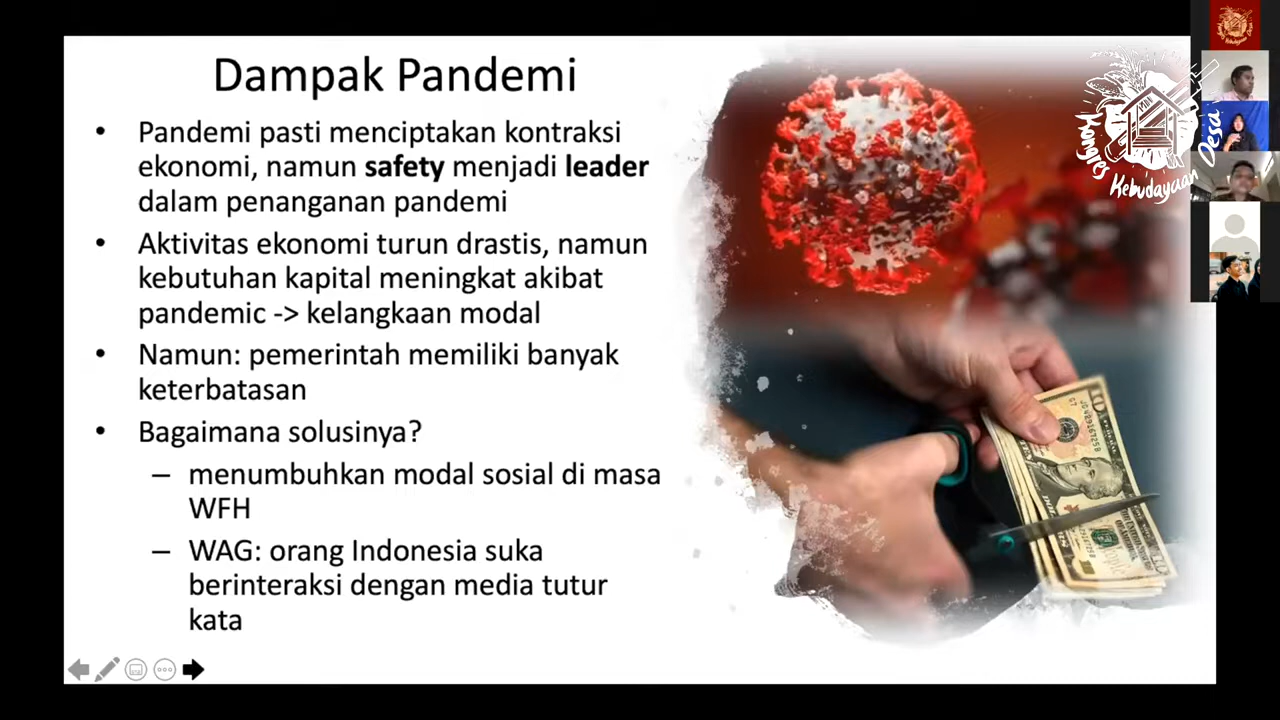 Dampak Pandemi
• Pandemi pasti menciptakan kontraksi
ekonomi, namun safety menjadi leader
dalam penanganan pandemi
• Aktivitas ekonomi turun drastis, namun
kebutuhan kapital meningkat akibat
pandemic -> kelangkaan modal
• Namun: pemerintah memiliki banyak
keterbatasan
• Bagaimana solusinya?
– menumbuhkan modal sosial di masa
WFH
– WAG: orang Indonesia suka
berinteraksi dengan media tutur
kata
Kongres Kebudayaan Desa
10